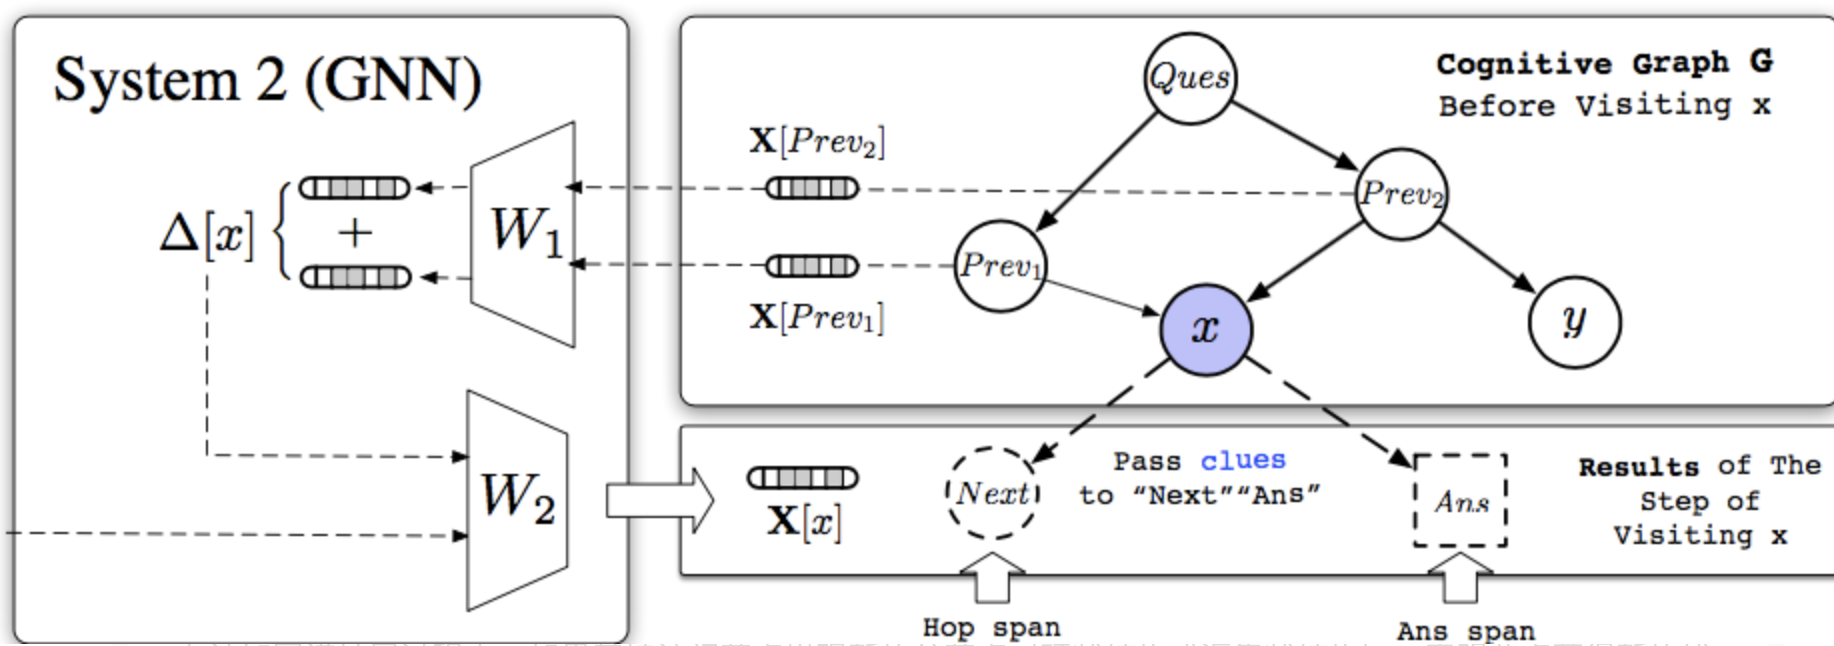 System 2 (GNN)
Δ[x]
+
W1
W2
X[Prev2]
X[Prev1]
Ques
Prev2
Prev1
x
y
Cognitive Graph G
Before Visiting x
X[x]
Next
Pass clues
to “Next”“Ans”
Ans
Results of The
Step of
Visiting x
Hop span
Ans span